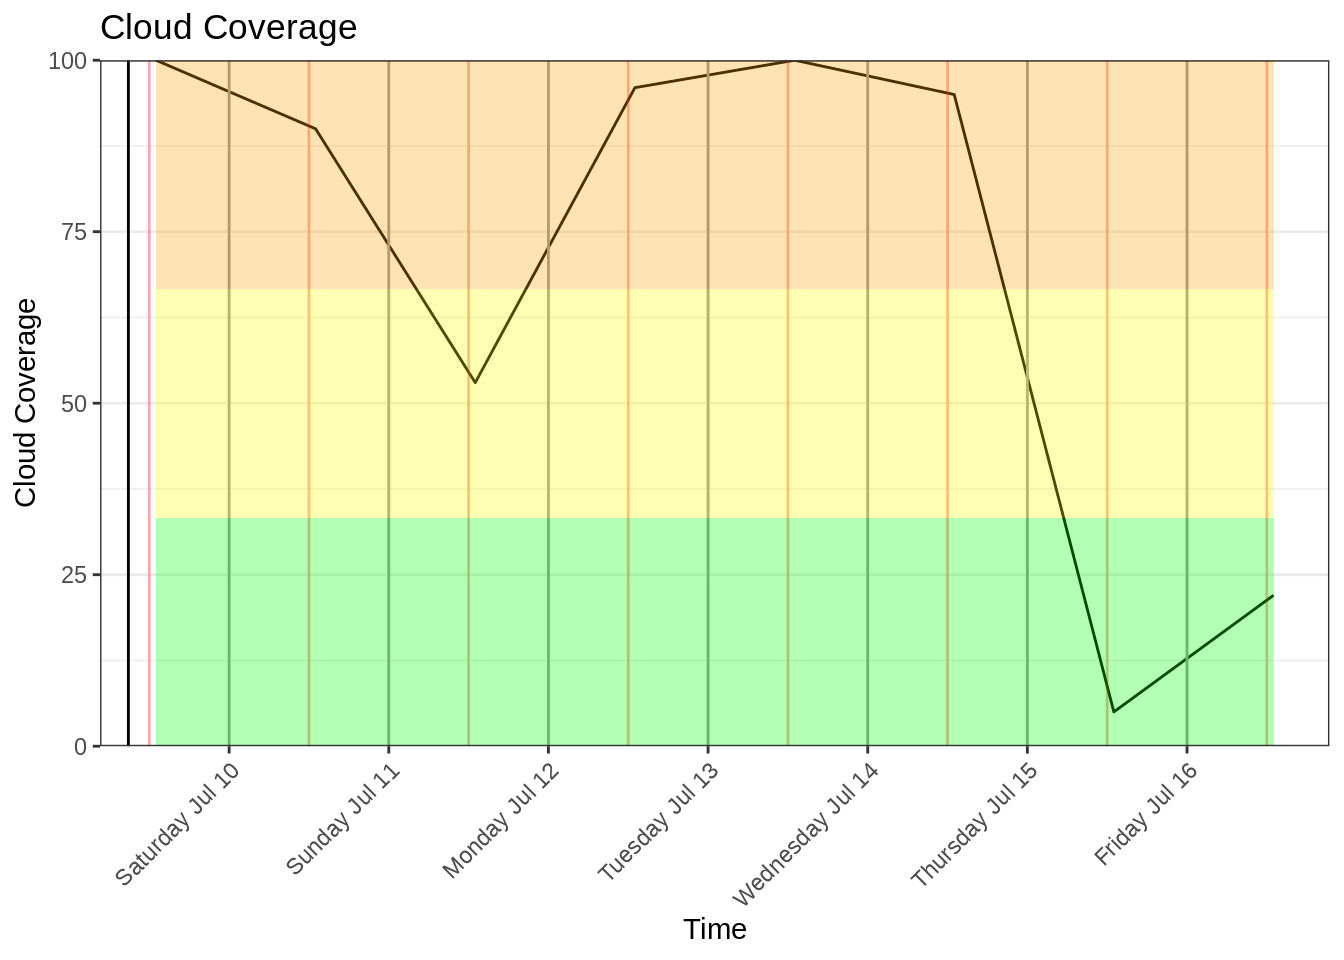 Cloud Coverage
Cloud Coverage
100
75
50
25
0
Saturday Jul 10
Sunday Jul 11
Monday Jul 12
Tuesday Jul 13
Wednesday Jul 14
Thursday Jul 15
Friday Jul 16
Time